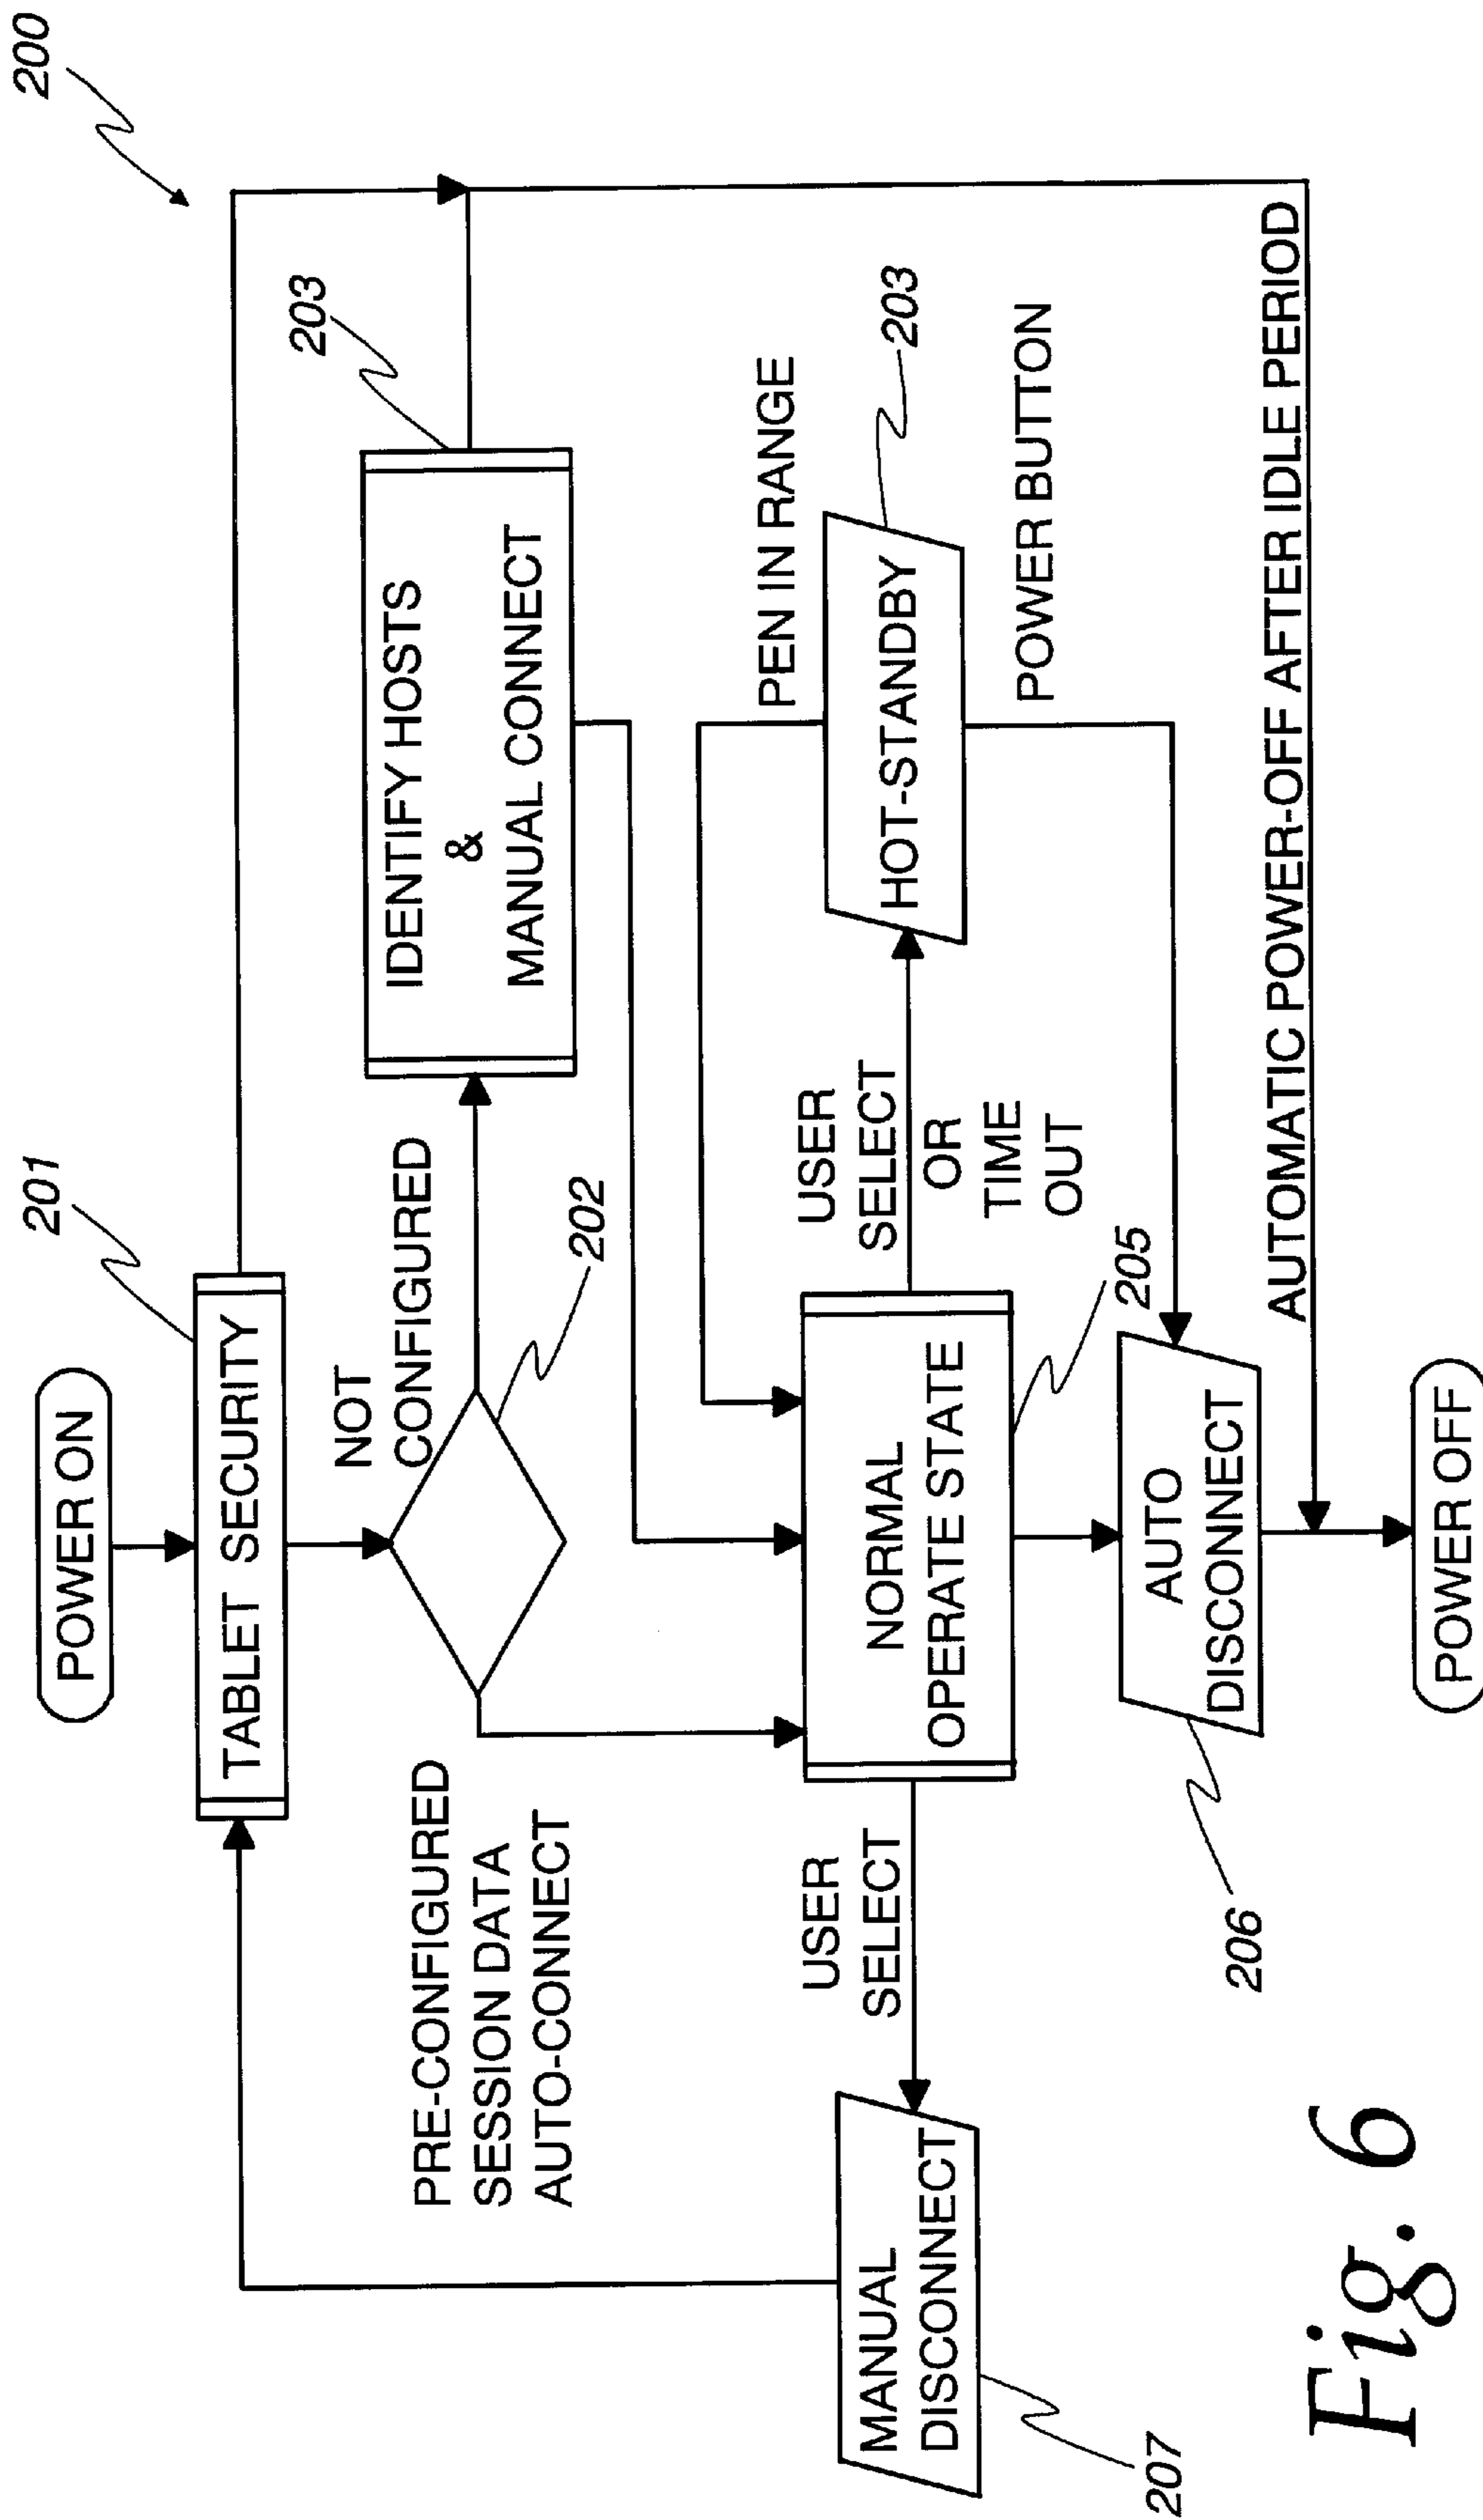 200
POWER ON
201
TABLET SECURITY
NOT
CONFIGURED
202
203
IDENTIFY HOSTS
&
MANUAL CONNECT
PRE-CONFIGURED
SESSION DATA
AUTO-CONNECT
PEN IN RANGE
USER
SELECT
MANUAL
DISCONNECT
207
NORMAL
OPERATE STATE
205
USER
SELECT
OR
TIME
OUT
HOT-STANDBY
203
POWER BUTTON
AUTO
DISCONNECT
206
AUTOMATIC POWER-OFF AFTER IDLE PERIOD
POWER OFF
Fig. 6